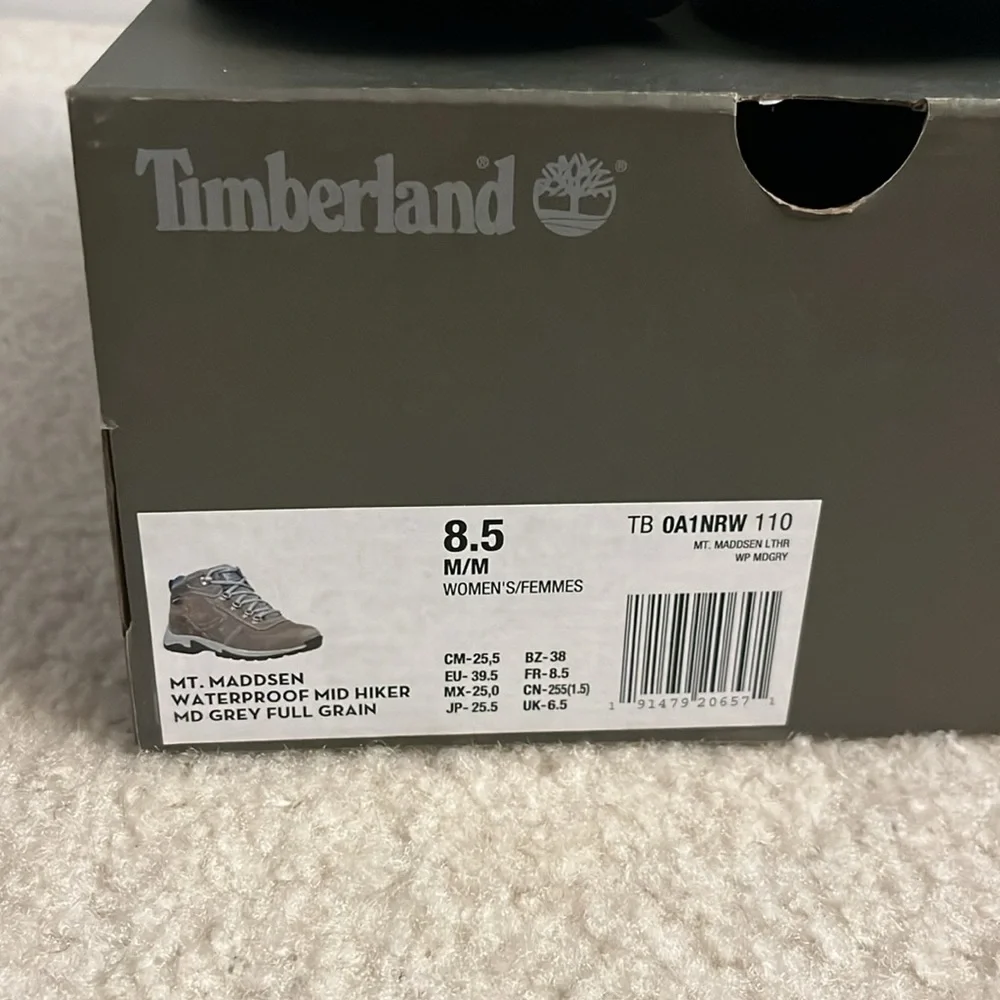 Timberland® ®
8.5
M/M
WOMEN'S/FEMMES
TB 0A1NRW 110
MT. MADDSEN LTHR
WP MDGRY
MT. MADDSEN
WATERPROOF MID HIKER
MD GREY FULL GRAIN
CM-25,5 BZ-38
EU- 39.5 FR-8.5
MX-25,0 CN-255(1.5)
JP- 25.5 UK-6.5
1 91479 20657 1